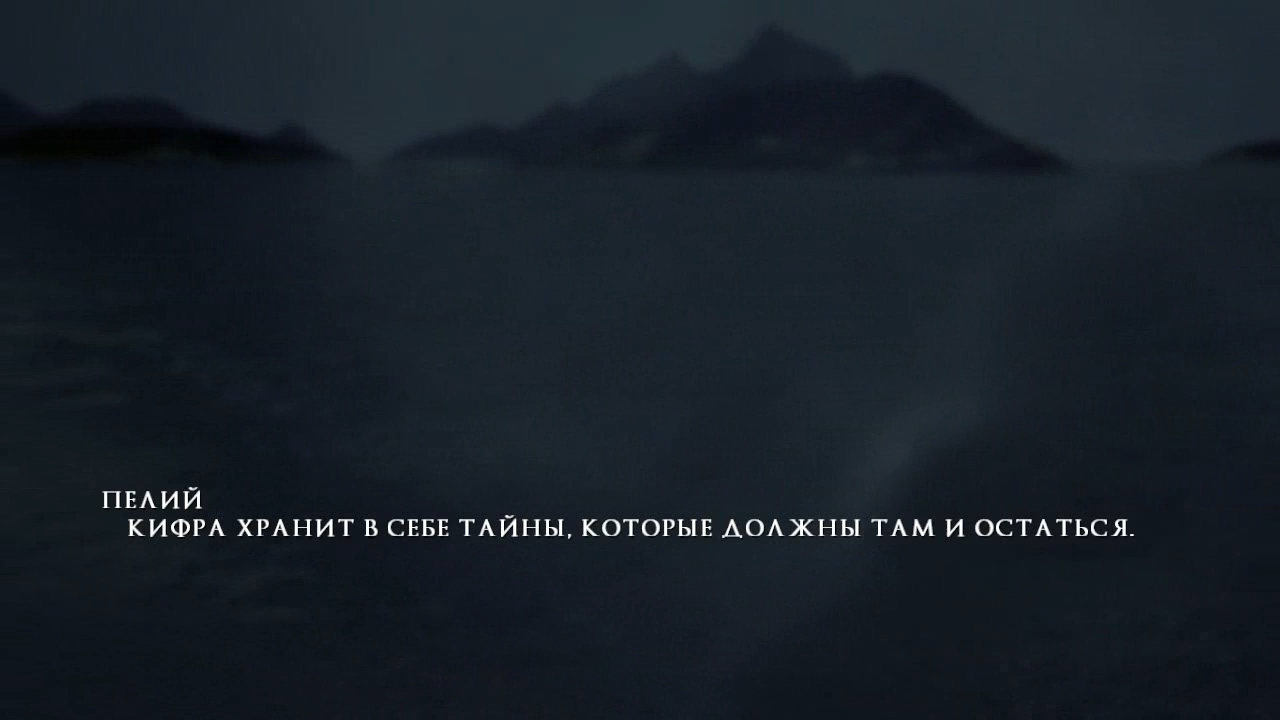 ПЕЛИЙ
КИФРА ХРАНИТ В СЕБЕ ТАЙНЫ, КОТОРЫЕ ДОЛЖНЫ ТАМ И ОСТАТЬСЯ.